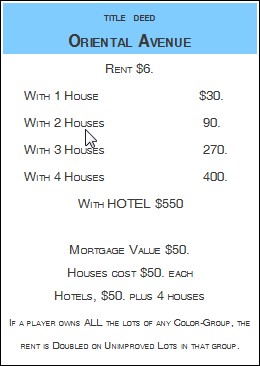 TITLE DEED
ORIENTAL AVENUE
RENT $6.
WITH 1 HOUSE $30.
WITH 2 HOUSES 90.
WITH 3 HOUSES 270.
WITH 4 HOUSES 400.
WITH HOTEL $550
MORTGAGE VALUE $50.
HOUSES COST $50. EACH
HOTELS, $50. PLUS 4 HOUSES
IF A PLAYER OWNS ALL THE LOTS OF ANY COLOR-GROUP, THE
RENT IS DOUBLED ON UNIMPROVED LOTS IN THAT GROUP.